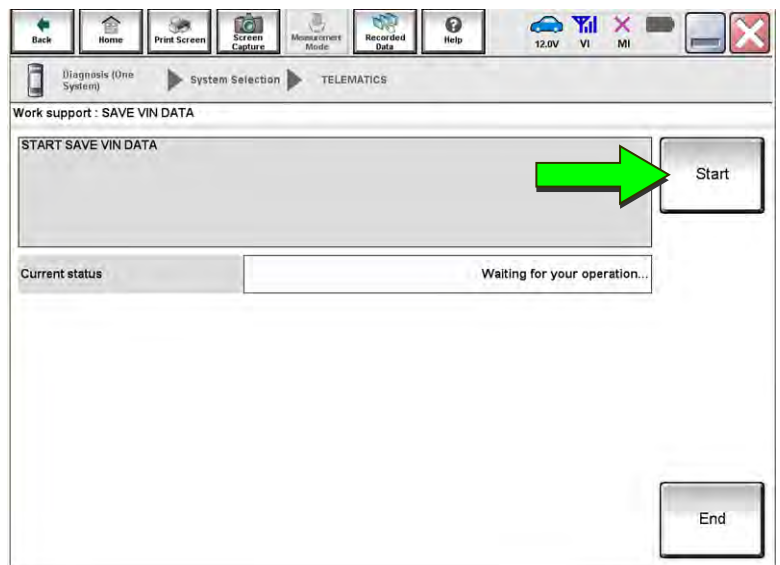 Back
Home
Print Screen
Screen
Capture
Measurement
Mode
Recorded
Data
Help
12.0V
VI
MI
Diagnosis (One
System)
System Selection
TELEMATICS
Work support : SAVE VIN DATA
START SAVE VIN DATA
Start
Current status
Waiting for your operation...
End